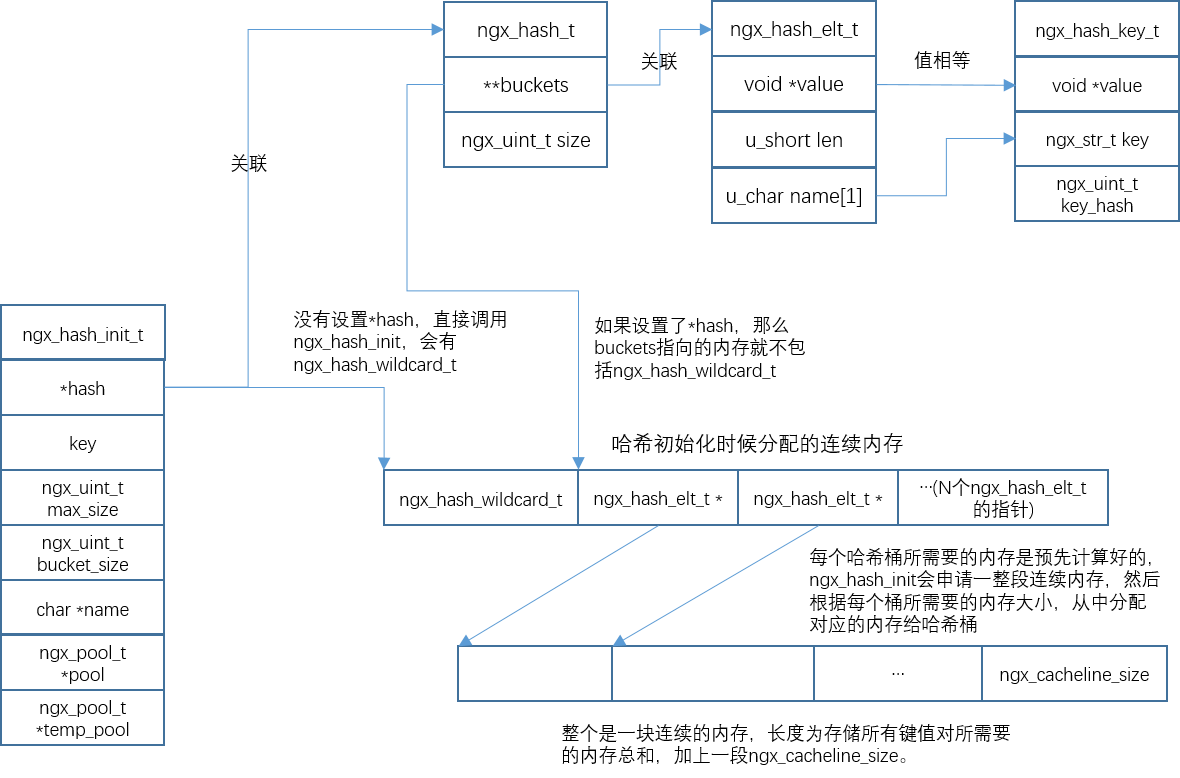 ngx_hash_t
**buckets
ngx_uint_t size
关联
ngx_hash_elt_t
void *value
u_short len
u_char name[1]
值相等
ngx_hash_key_t
void *value
ngx_str_t key
ngx_uint_t
key_hash
关联
ngx_hash_init_t
*hash
key
ngx_uint_t
max_size
ngx_uint_t
bucket_size
char *name
ngx_pool_t
*pool
ngx_pool_t
*temp_pool
没有设置*hash，直接调用
ngx_hash_init，会有
ngx_hash_wildcard_t
如果设置了*hash，那么
buckets指向的内存就不包
括ngx_hash_wildcard_t
哈希初始化时候分配的连续内存
ngx_hash_wildcard_t
ngx_hash_elt_t *
ngx_hash_elt_t *
…(N个ngx_hash_elt_t
的指针)
每个哈希桶所需要的内存是预先计算好的，
ngx_hash_init会申请一整段连续内存，然后
根据每个桶所需要的内存大小，从中分配
对应的内存给哈希桶
…
ngx_cacheline_size
整个是一块连续的内存，长度为存储所有键值对所需要
的内存总和，加上一段ngx_cacheline_size。